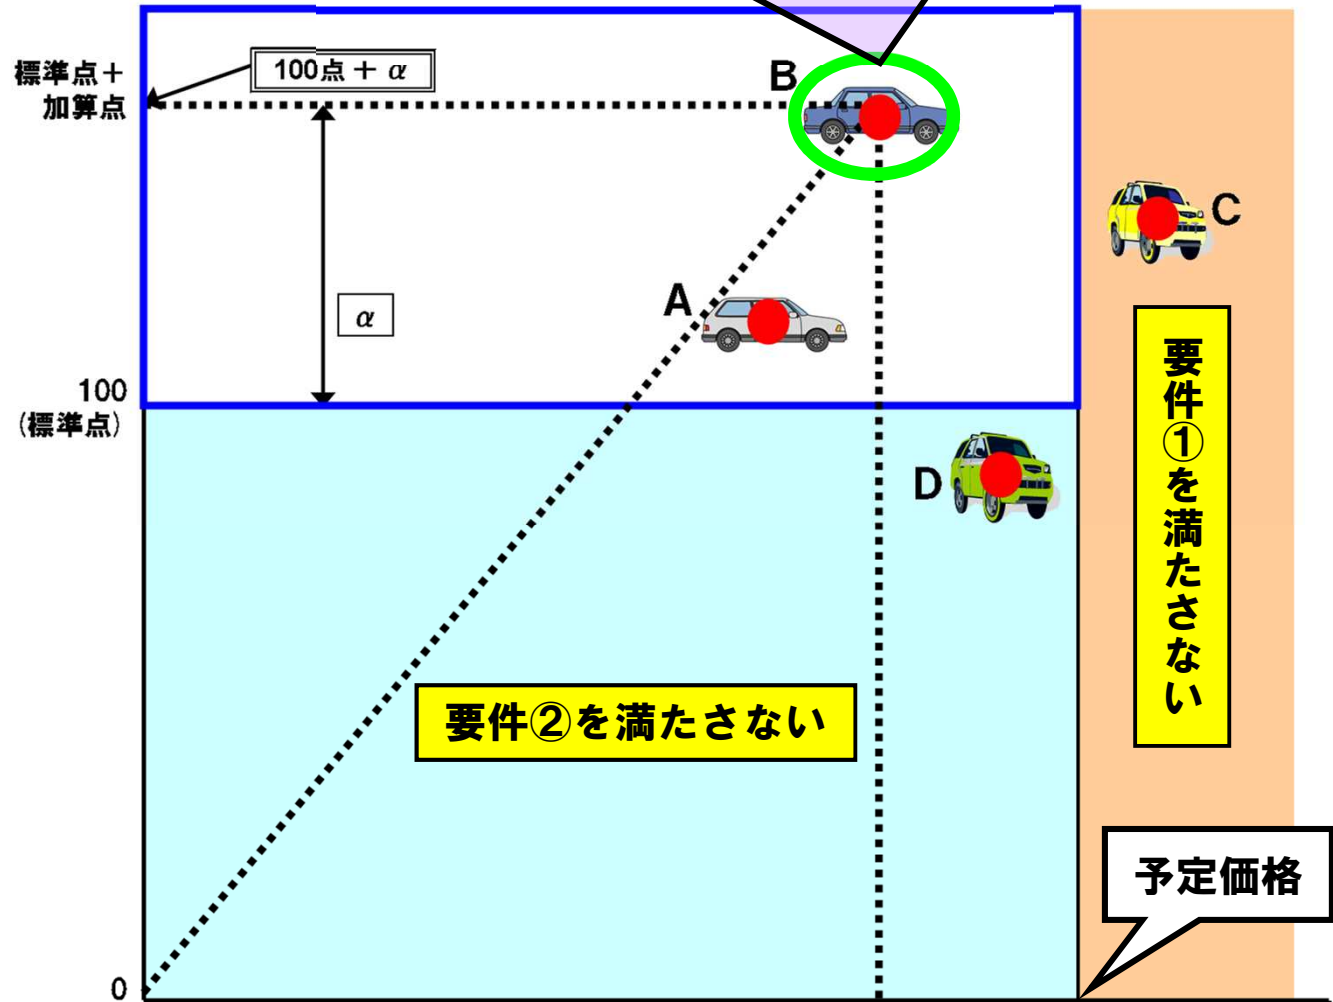 標準点＋
加算点
100点 + α
B
C
A
α
100
(標準点)
D
要件①を満たさない
要件②を満たさない
予定価格
0